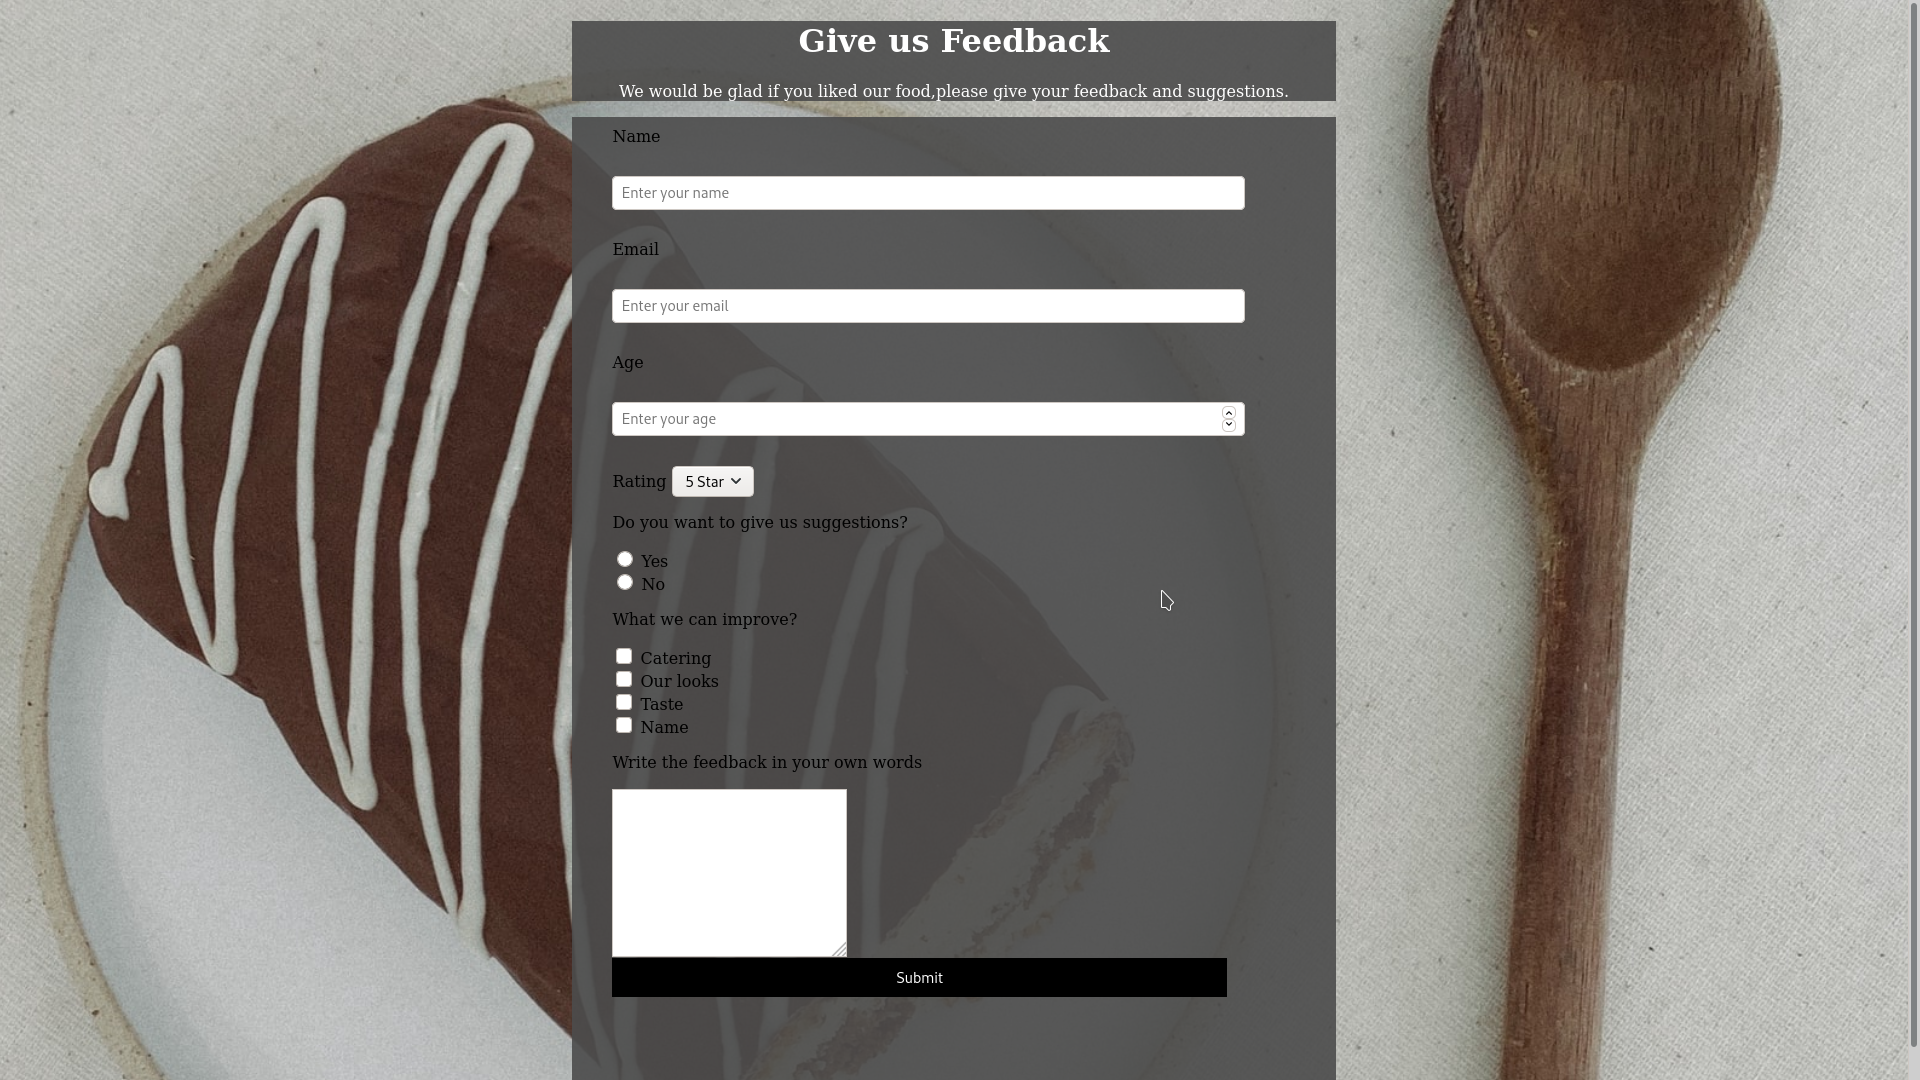 Give us Feedback
We would be glad if you liked our food,please give your feedback and suggestions.
Name
Enter your name
Email
Enter your email
Age
Enter your age
Rating 5 Star
Do you want to give us suggestions?
Yes
No
What we can improve?
Catering
Our looks
Taste
Name
Write the feedback in your own words
Submit